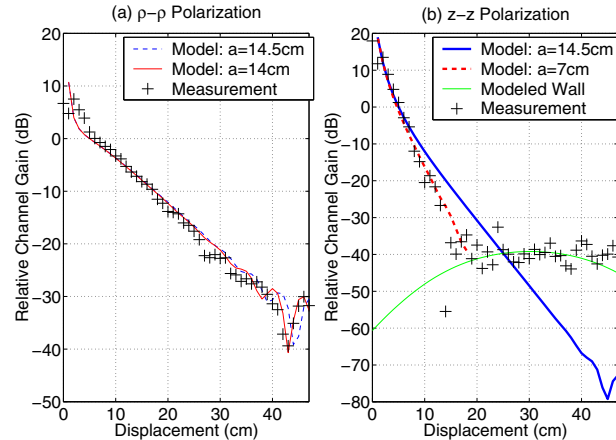 (a) ρ−ρ Polarization
Relative Channel Gain (dB)
20
10
0
−10
−20
−30
−40
−50
0
10
20
30
40
Displacement (cm)
Model: a=14.5cm
Model: a=14cm
Measurement
(b) z−z Polarization
Relative Channel Gain (dB)
20
10
0
−10
−20
−30
−40
−50
−60
−70
−80
0
10
20
30
40
Displacement (cm)
Model: a=14.5cm
Model: a=7cm
Modeled Wall
Measurement